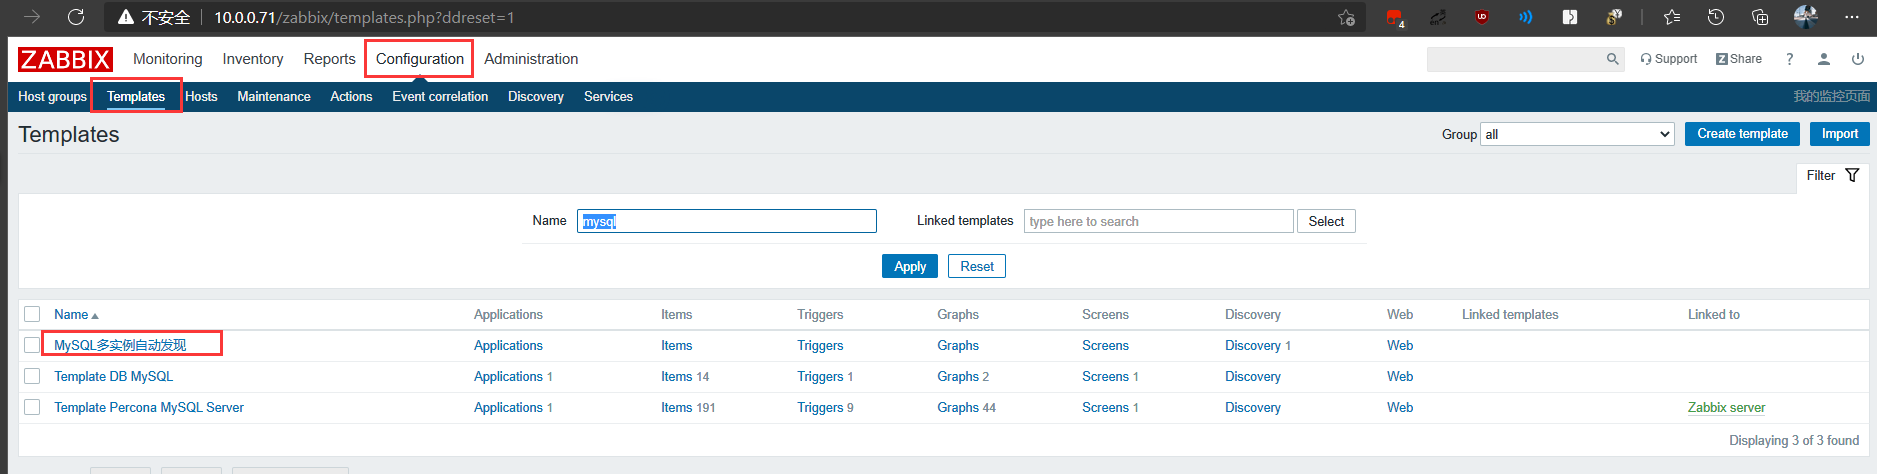 不安全 10.0.0.71/zabbix/templates.php?ddreset=1 4 UD
ZABBIX Monitoring Inventory Reports Configuration Administration Support Z Share ?
Host groups Templates Hosts Maintenance Actions Event correlation Discovery Services 我的监控页面
Templates Group all Create template Import
Filter
Name mysql Linked templates type here to search Select
Apply Reset
Name Applications Items Triggers Graphs Screens Discovery Web Linked templates Linked to
MySQL多实例自动发现 Applications Items Triggers Graphs Screens Discovery 1 Web
Template DB MySQL Applications 1 Items 14 Triggers 1 Graphs 2 Screens 1 Discovery Web
Template Percona MySQL Server Applications 1 Items 191 Triggers 9 Graphs 44 Screens 1 Discovery Web Zabbix server
Displaying 3 of 3 found